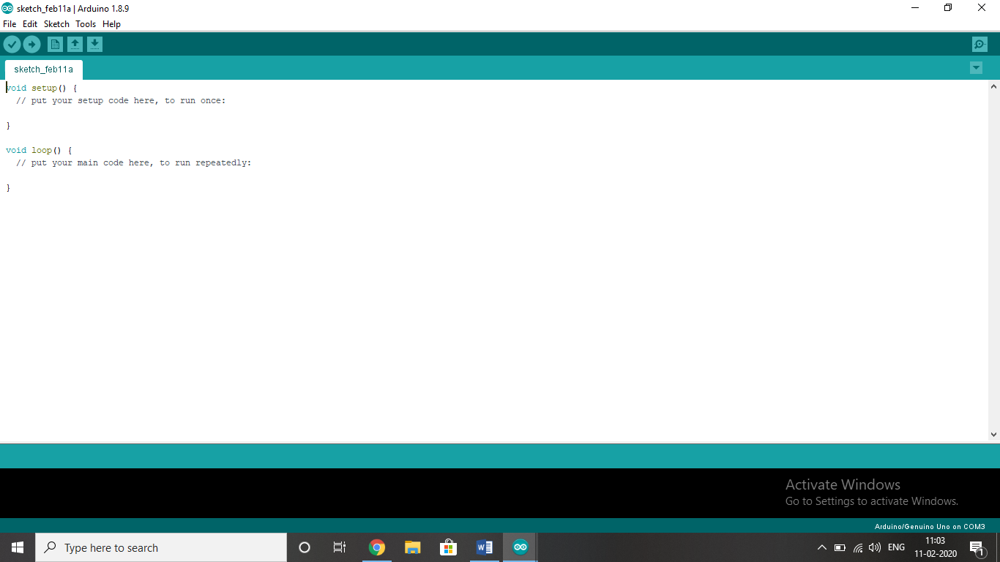 sketch_feb11a | Arduino 1.8.9
File Edit Sketch Tools Help
sketch_feb11a
void setup() {
  // put your setup code here, to run once:
}
void loop() {
  // put your main code here, to run repeatedly:
}
Activate Windows
Go to Settings to activate Windows.
Arduino/Genuino Uno on COM3
Type here to search
W
ENG
11:03
11-02-2020
1